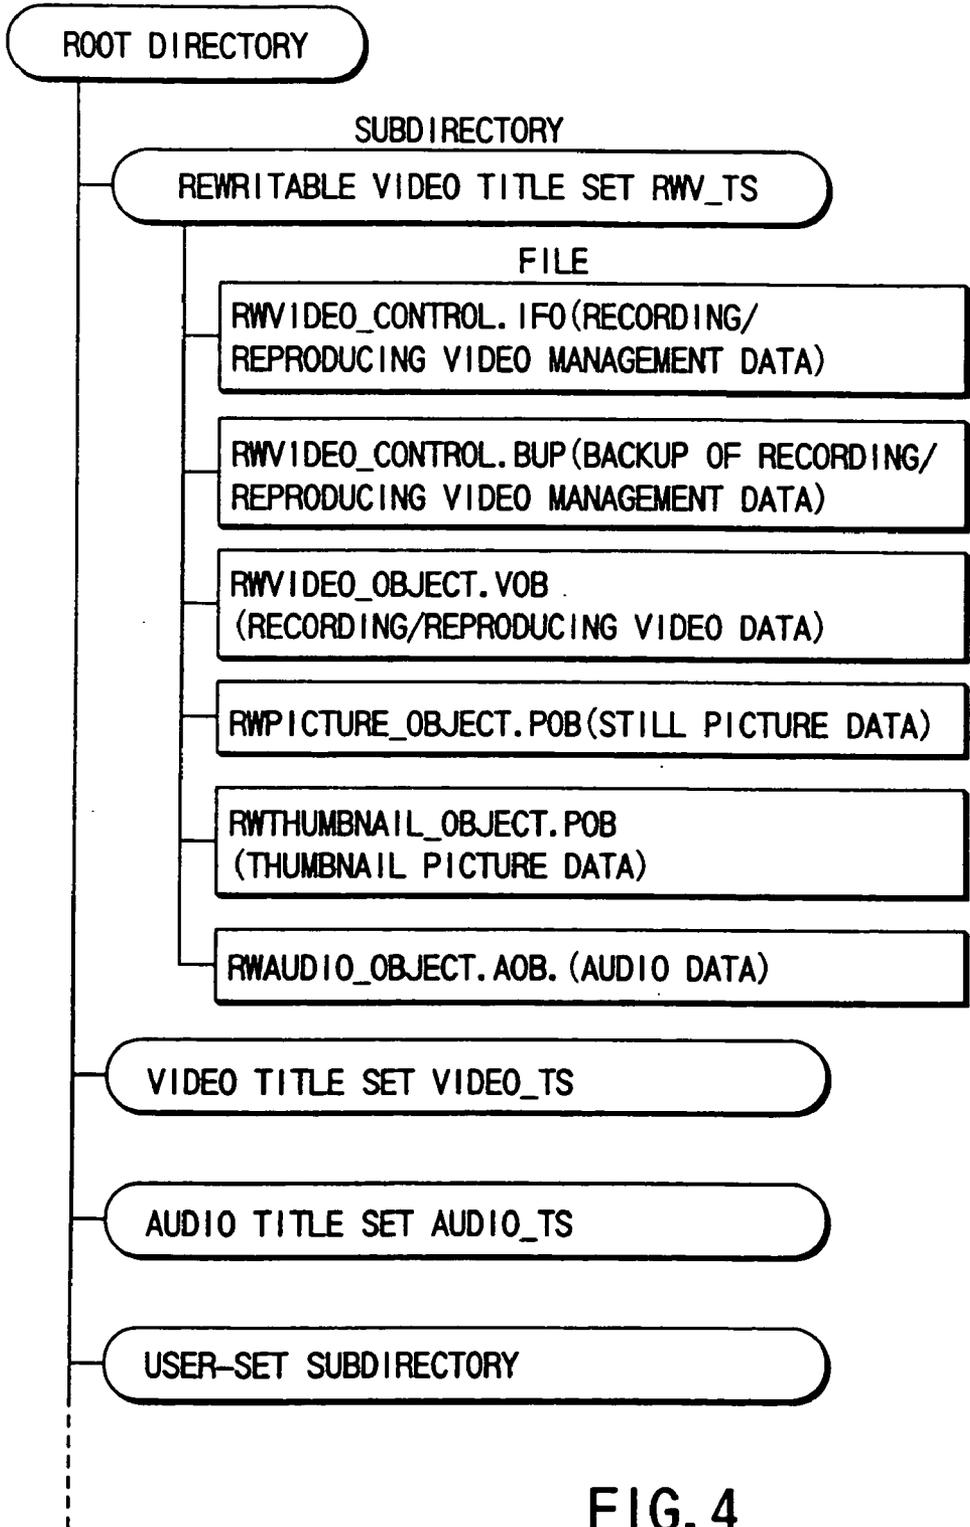 ROOT DIRECTORY
SUBDIRECTORY
REWRITABLE VIDEO TITLE SET RWV_TS
FILE
RWVIDEO_CONTROL.IFO(RECORDING/
REPRODUCING VIDEO MANAGEMENT DATA)
RWVIDEO_CONTROL.BUP(BACKUP OF RECORDING/
REPRODUCING VIDEO MANAGEMENT DATA)
RWVIDEO_OBJECT.VOB
(RECORDING/REPRODUCING VIDEO DATA)
RWPICTURE_OBJECT.POB(STILL PICTURE DATA)
RWTHUMBNAIL_OBJECT.POB
(THUMBNAIL PICTURE DATA)
RWAUDIO_OBJECT.AOB.(AUDIO DATA)
VIDEO TITLE SET VIDEO_TS
AUDIO TITLE SET AUDIO_TS
USER-SET SUBDIRECTORY
FIG. 4